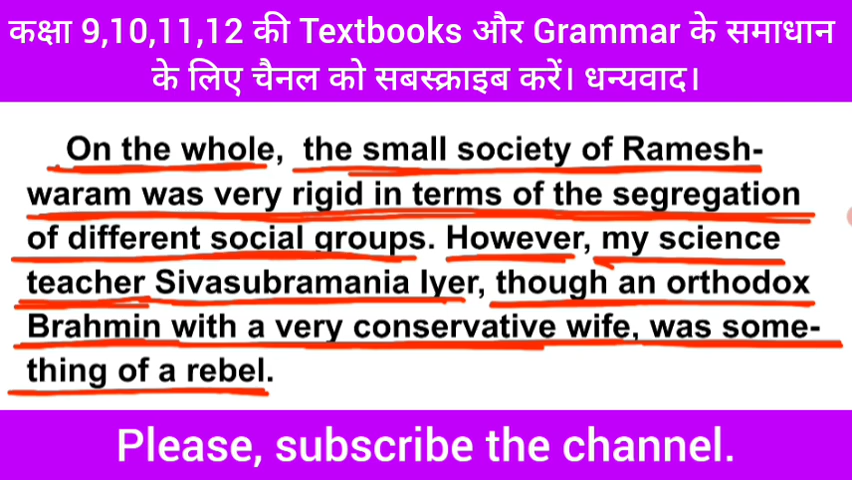 कक्षा 9,10,11,12 की Textbooks और Grammar के समाधान
के लिए चैनल को सबस्क्राइब करें। धन्यवाद।
On the whole, the small society of Ramesh-
waram was very rigid in terms of the segregation
of different social groups. However, my science
teacher Sivasubramania Iyer, though an orthodox
Brahmin with a very conservative wife, was some-
thing of a rebel.
Please, subscribe the channel.